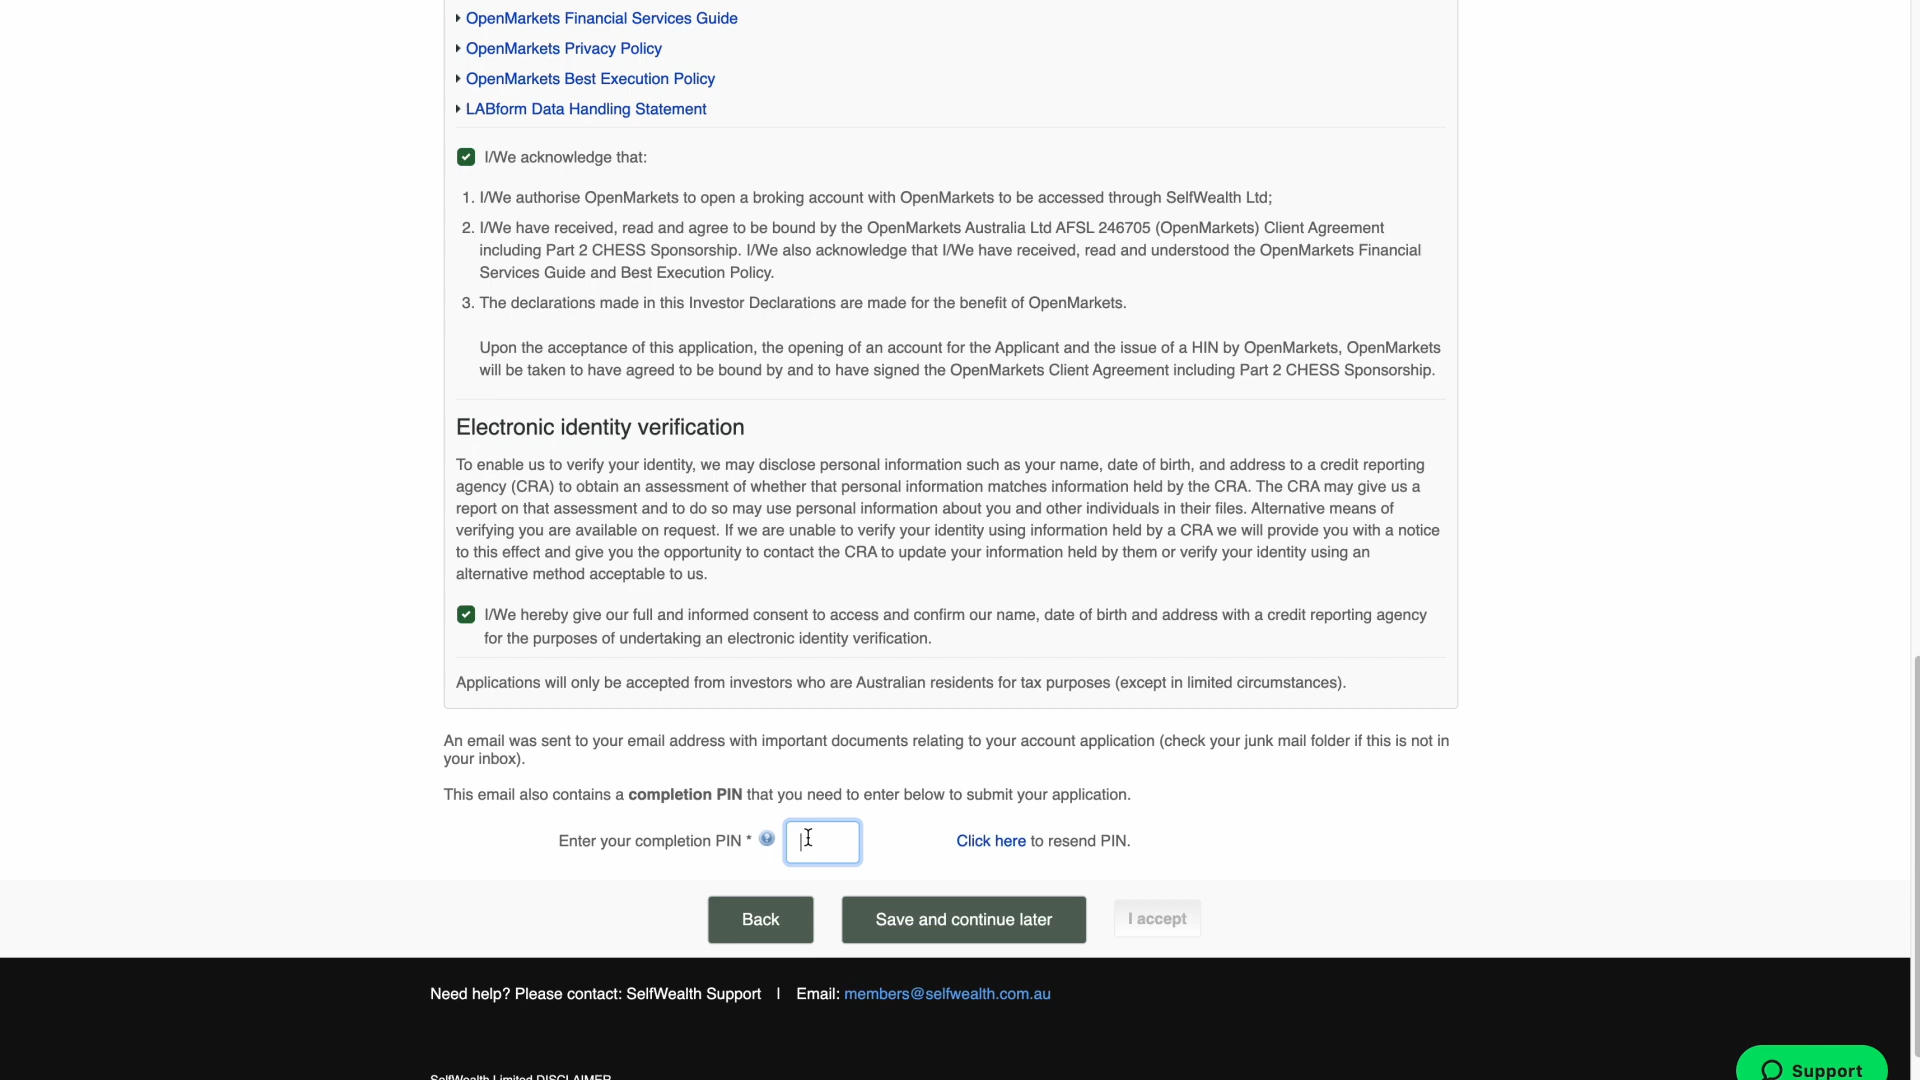 OpenMarkets Financial Services Guide
OpenMarkets Privacy Policy
OpenMarkets Best Execution Policy
LABform Data Handling Statement
I/We acknowledge that:
1. I/We authorise OpenMarkets to open a broking account with OpenMarkets to be accessed through SelfWealth Ltd;
2. I/We have received, read and agree to be bound by the OpenMarkets Australia Ltd AFSL 246705 (OpenMarkets) Client Agreement
including Part 2 CHESS Sponsorship. I/We also acknowledge that I/We have received, read and understood the OpenMarkets Financial
Services Guide and Best Execution Policy.
3. The declarations made in this Investor Declarations are made for the benefit of OpenMarkets.
Upon the acceptance of this application, the opening of an account for the Applicant and the issue of a HIN by OpenMarkets, OpenMarkets
will be taken to have agreed to be bound by and to have signed the OpenMarkets Client Agreement including Part 2 CHESS Sponsorship.
Electronic identity verification
To enable us to verify your identity, we may disclose personal information such as your name, date of birth, and address to a credit reporting
agency (CRA) to obtain an assessment of whether that personal information matches information held by the CRA. The CRA may give us a
report on that assessment and to do so may use personal information about you and other individuals in their files. Alternative means of
verifying you are available on request. If we are unable to verify your identity using information held by a CRA we will provide you with a notice
to this effect and give you the opportunity to contact the CRA to update your information held by them or verify your identity using an
alternative method acceptable to us.
I/We hereby give our full and informed consent to access and confirm our name, date of birth and address with a credit reporting agency
for the purposes of undertaking an electronic identity verification.
Applications will only be accepted from investors who are Australian residents for tax purposes (except in limited circumstances).
An email was sent to your email address with important documents relating to your account application (check your junk mail folder if this is not in
your inbox).
This email also contains a completion PIN that you need to enter below to submit your application.
Enter your completion PIN * Click here to resend PIN.
Back Save and continue later I accept
Need help? Please contact: SelfWealth Support | Email: members@selfwealth.com.au
Support
SelfWealth Limited DISCLAIMER